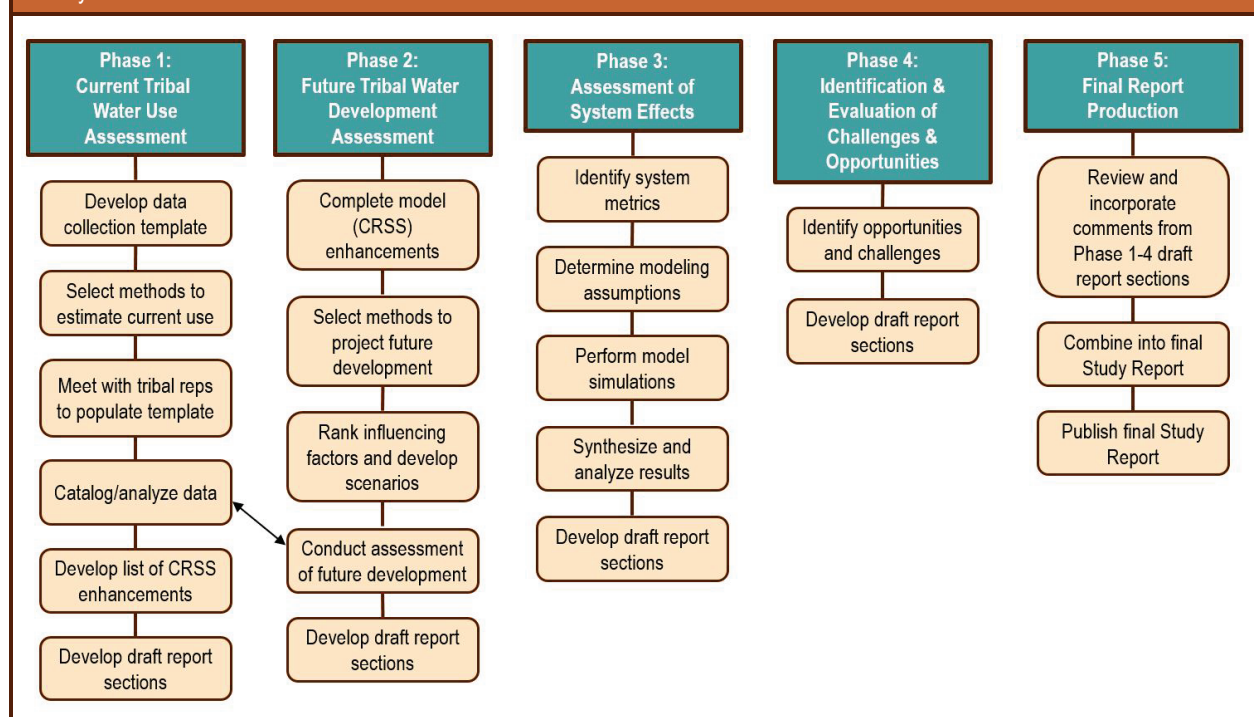 Phase 1:
Current Tribal
Water Use
Assessment
Develop data
collection template
Select methods to
estimate current use
Meet with tribal reps
to populate template
Catalog/analyze data
Develop list of CRSS
enhancements
Develop draft report
sections
Phase 2:
Future Tribal Water
Development
Assessment
Complete model
(CRSS)
enhancements
Select methods to
project future
development
Rank influencing
factors and develop
scenarios
Conduct assessment
of future development
Develop draft report
sections
Phase 3:
Assessment of
System Effects
Identify system
metrics
Determine modeling
assumptions
Perform model
simulations
Synthesize and
analyze results
Develop draft report
sections
Phase 4:
Identification &
Evaluation of
Challenges &
Opportunities
Identify opportunities
and challenges
Develop draft report
sections
Phase 5:
Final Report
Production
Review and
incorporate
comments from
Phase 1-4 draft
report sections
Combine into final
Study Report
Publish final Study
Report